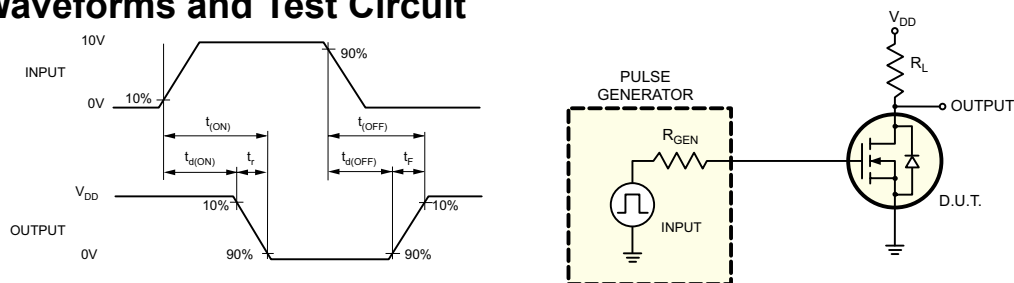 Waveforms and Test Circuit
10V
INPUT
90%
10%
0V
t(ON)
t(OFF)
td(ON)
tr
td(OFF)
tF
VDD
10%
10%
OUTPUT
0V
90%
90%
VDD
RL
PULSE
GENERATOR
OUTPUT
RGEN
INPUT
D.U.T.